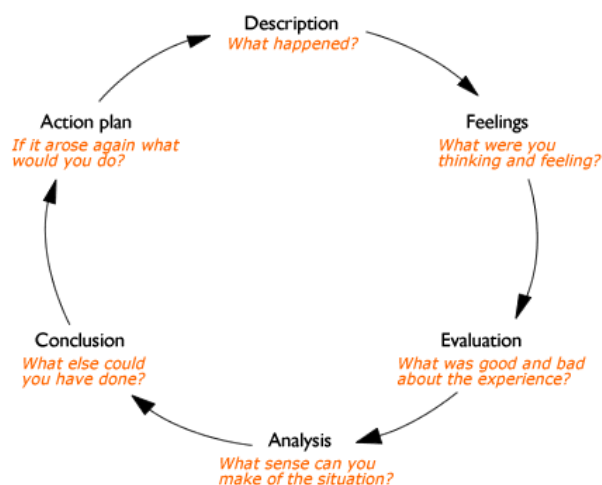 Description
What happened?
Feelings
What were you
thinking and feeling?
Evaluation
What was good and bad
about the experience?
Analysis
What sense can you
make of the situation?
Conclusion
What else could
you have done?
Action plan
If it arose again what
would you do?